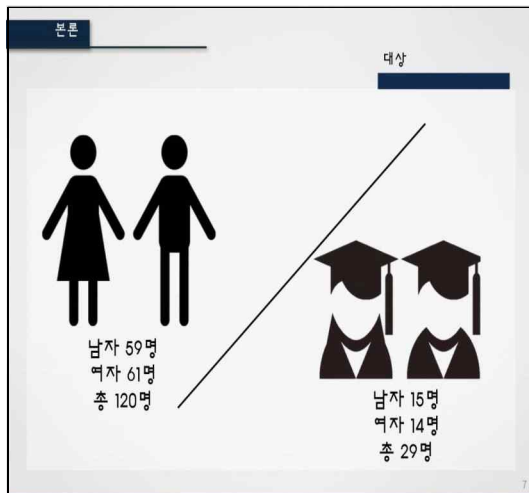 본론
대상
남자 59명
여자 61명
총 120명
남자 15명
여자 14명
총 29명
7